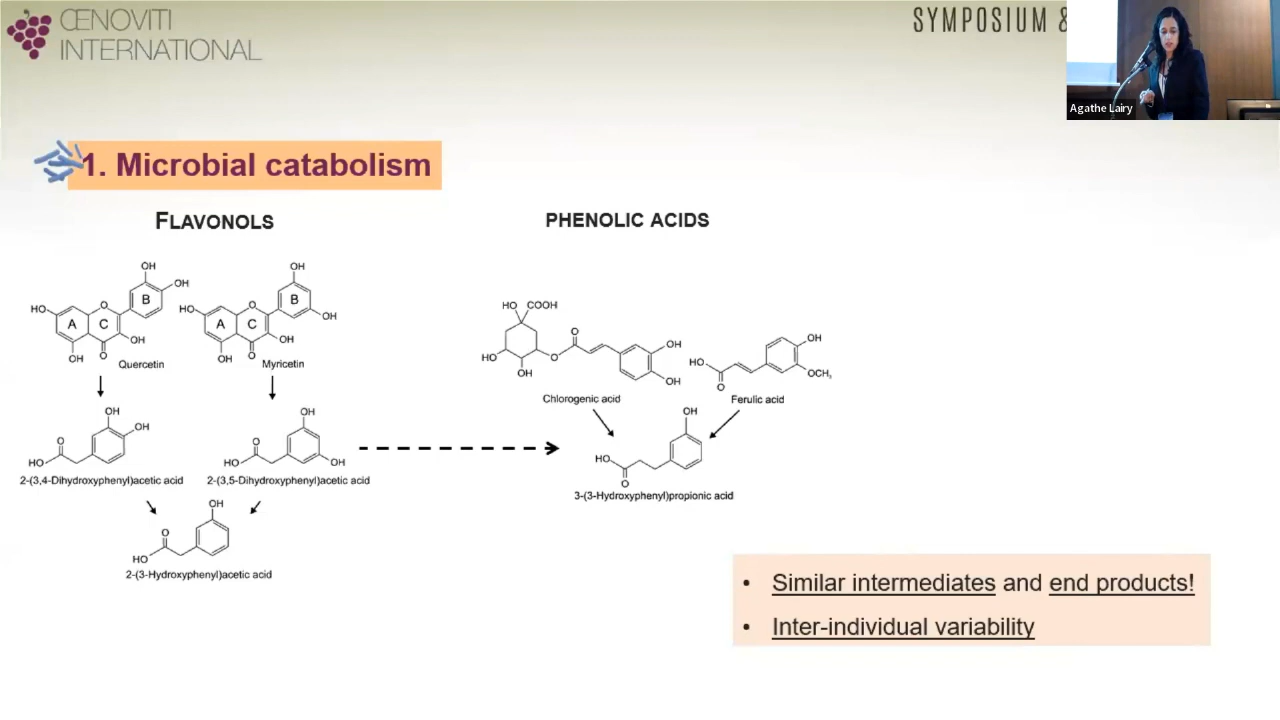 ŒNOVITI
INTERNATIONAL
SYMPOSIUM &
Agathe Lairy
1. Microbial catabolism
FLAVONOLS
PHENOLIC ACIDS
OH
OH
HO
O
B
A
C
OH
OH
O
Quercetin
OH
HO
O
B
OH
A
C
OH
OH
O
Myricetin
HO
COOH
HO
OH
O
O
OH
OH
Chlorogenic acid
HO
O
OH
OCH3
Ferulic acid
OH
OH
O
HO
2-(3,4-Dihydroxyphenyl)acetic acid
OH
O
HO
OH
2-(3,5-Dihydroxyphenyl)acetic acid
OH
HO
O
3-(3-Hydroxyphenyl)propionic acid
OH
O
HO
2-(3-Hydroxyphenyl)acetic acid
• Similar intermediates and end products!
• Inter-individual variability